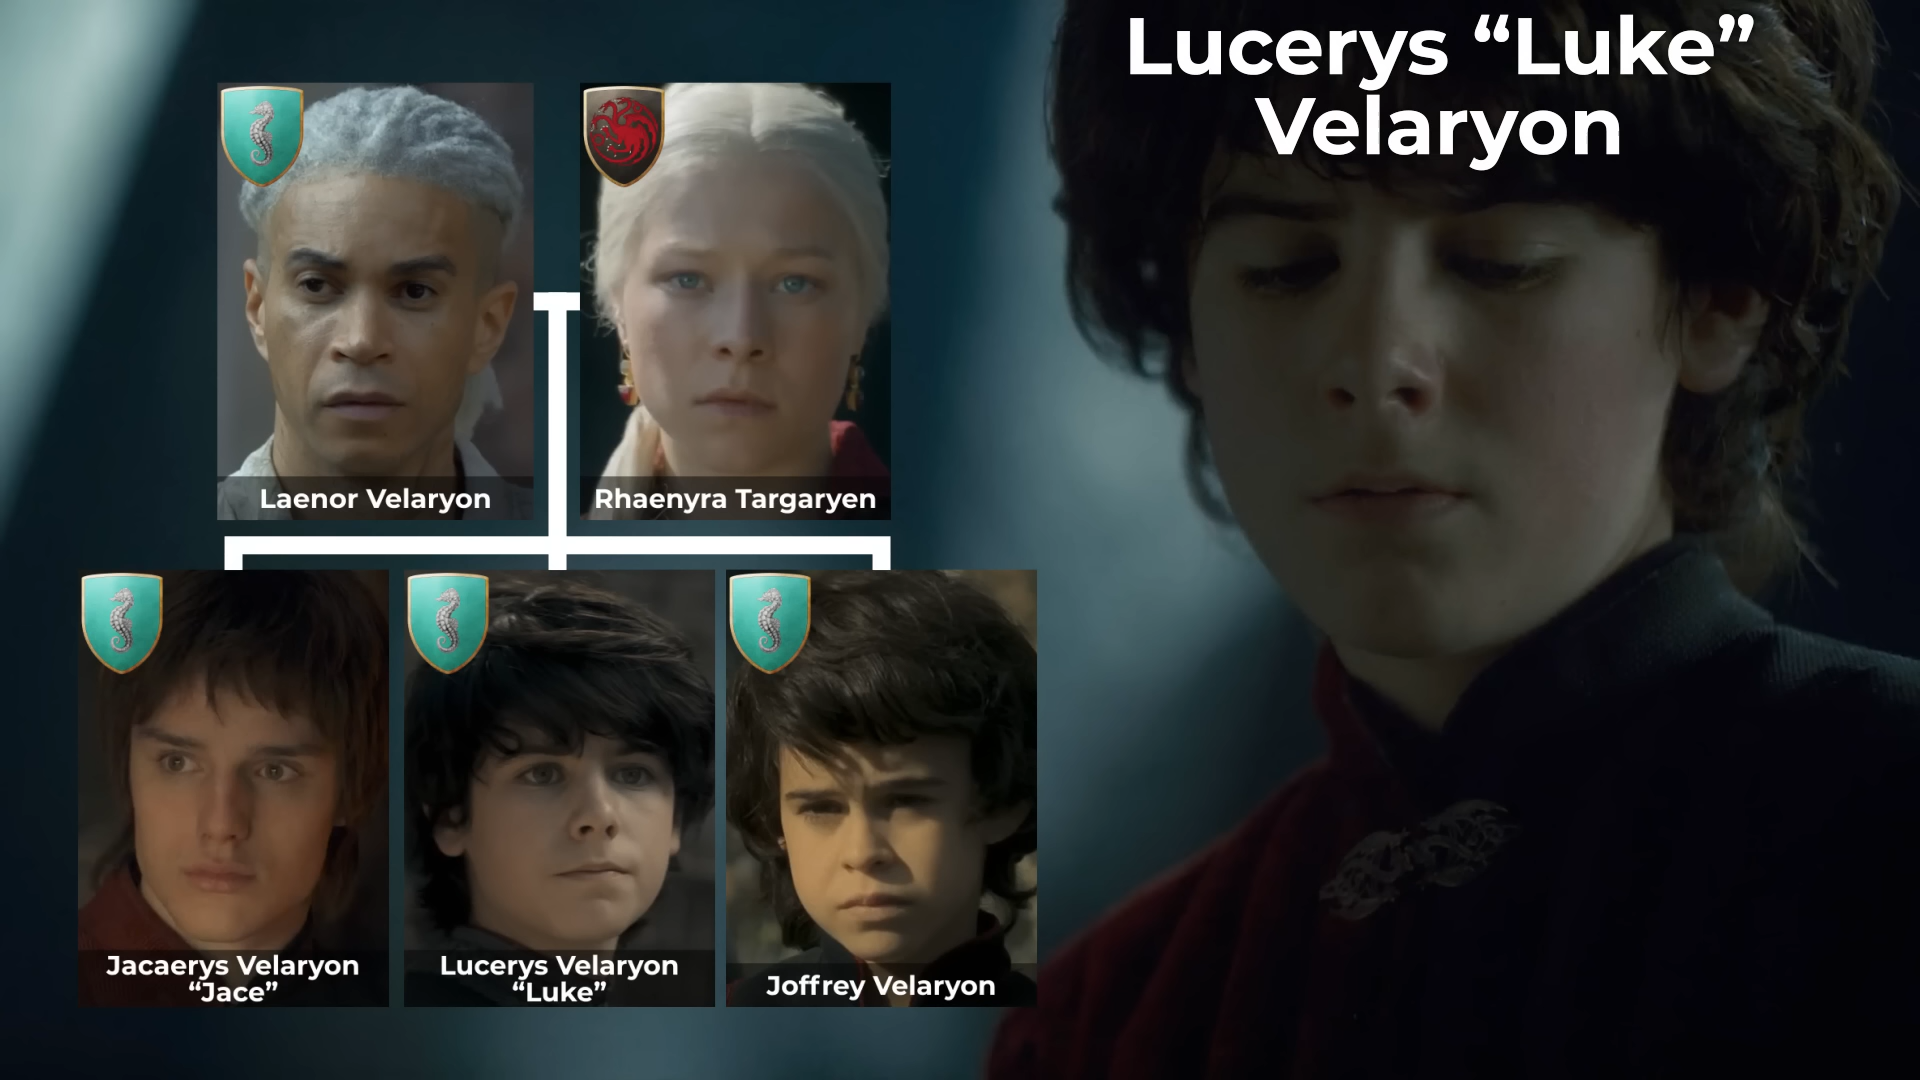 Lucerys “Luke”
Velaryon
Laenor Velaryon
Rhaenyra Targaryen
Jacaerys Velaryon
“Jace”
Lucerys Velaryon
“Luke”
Joffrey Velaryon